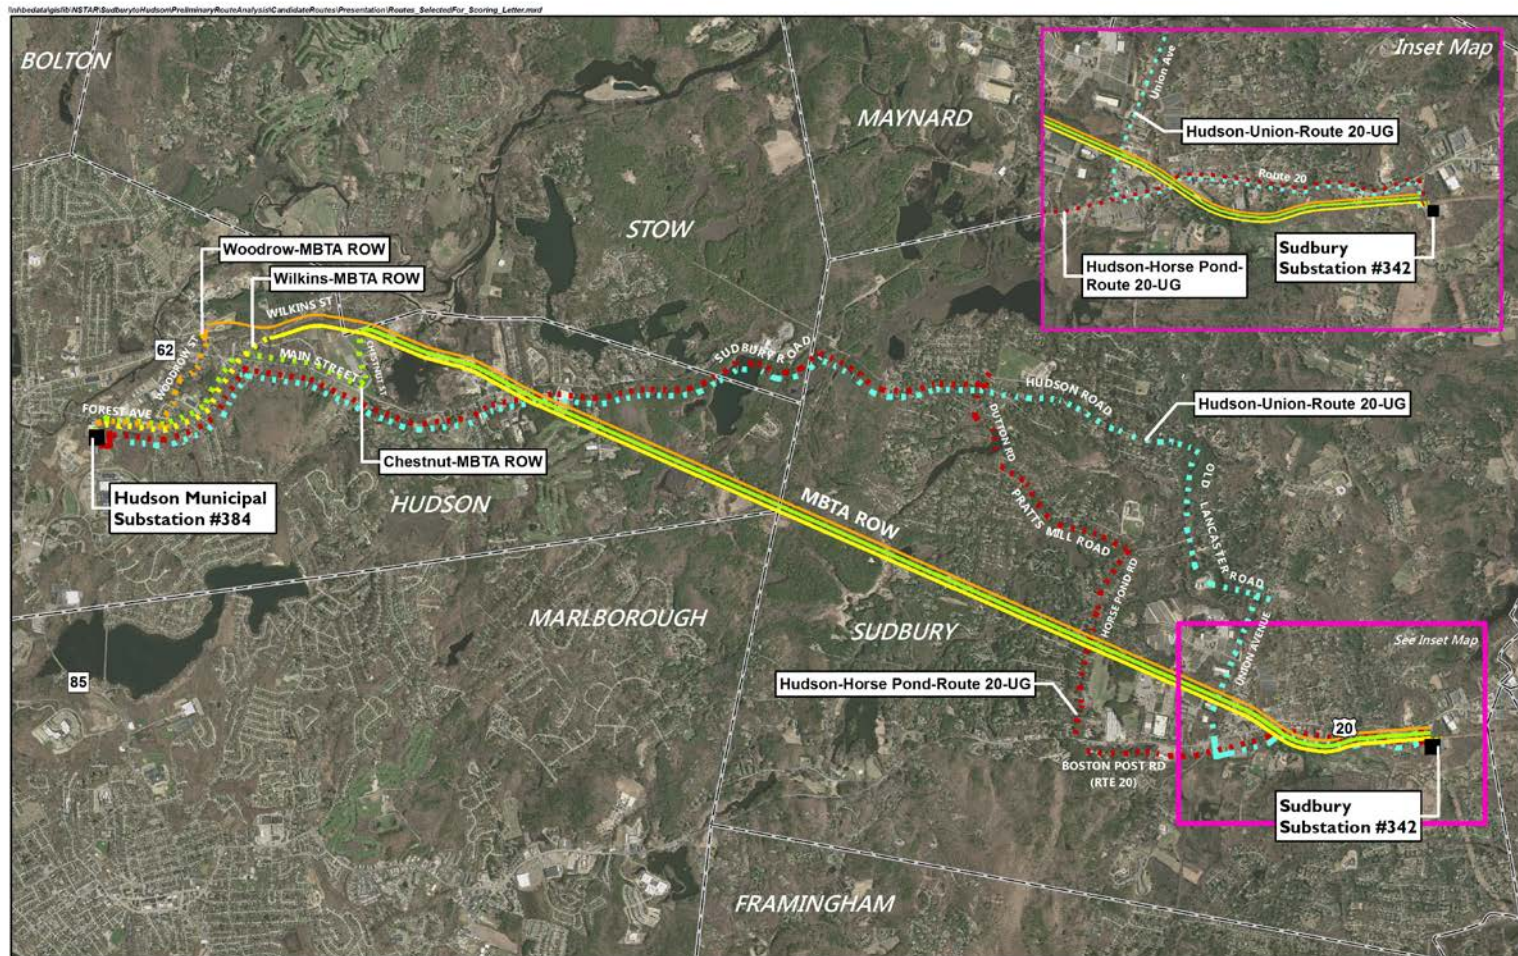 \\nhbedata\gislib\NSTAR\SudburytoHudson\PreliminaryRouteAnalysis\CandidateRoutes\Presentation\Routes_SelectedFor_Scoring_Letter.mxd
BOLTON
Inset Map
Union Ave
Hudson-Union-Route 20-UG
Route 20
Hudson-Horse Pond-
Route 20-UG
Sudbury
Substation #342
MAYNARD
STOW
Woodrow-MBTA ROW
Wilkins-MBTA ROW
WILKINS ST
62
WOODROW ST
MAIN STREET
CHESTNUT ST
FOREST AVE
SUDBURY ROAD
HUDSON ROAD
Hudson-Union-Route 20-UG
DUTTON RD
Chestnut-MBTA ROW
Hudson Municipal
Substation #384
HUDSON
MBTA ROW
PRATTS MILL ROAD
OLD LANCASTER ROAD
HORSE POND RD
MARLBOROUGH
SUDBURY
UNION AVENUE
See Inset Map
85
Hudson-Horse Pond-Route 20-UG
20
BOSTON POST RD
(RTE 20)
Sudbury
Substation #342
FRAMINGHAM